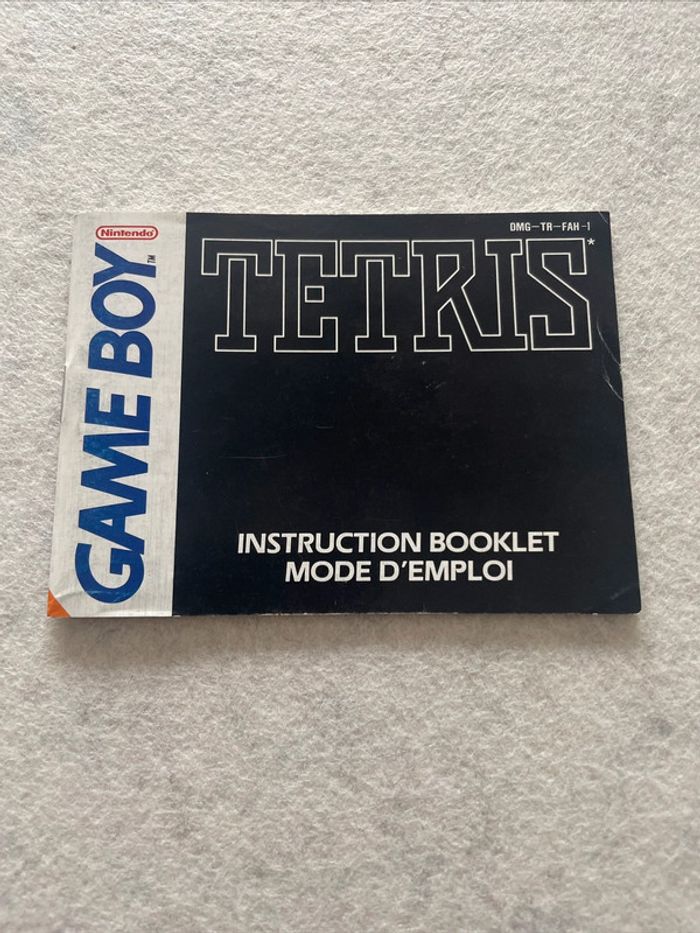 Nintendo
GAME BOY™
DMG-TR-FAH-1
TETRIS*
INSTRUCTION BOOKLET
MODE D'EMPLOI